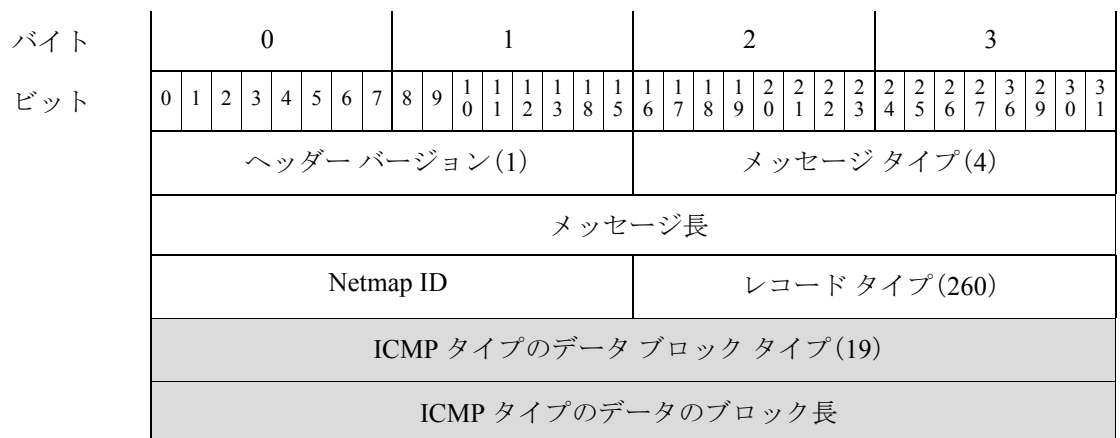 バイト 0 1 2 3
ビット 0 1 2 3 4 5 6 7 8 9 10 11 12 13 18 15 16 17 18 19 20 21 22 23 24 25 26 27 36 29 30 31
ヘッダー バージョン(1) メッセージ タイプ(4)
メッセージ長
Netmap ID レコード タイプ(260)
ICMP タイプのデータ ブロック タイプ(19)
ICMP タイプのデータのブロック長